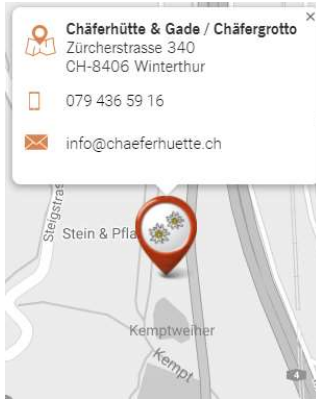 Chäferhütte & Gade / Chäfergrotto
Zürcherstrasse 340
CH-8406 Winterthur
079 436 59 16
info@chaeferhuette.ch
Steigstras
Stein & Pfla
Kemptweiher
Kempt
4